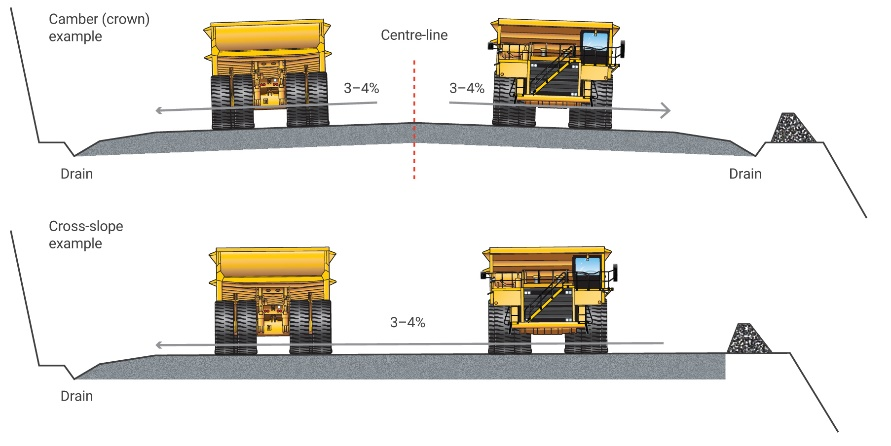 Camber (crown)
example
Centre-line
3–4%
3–4%
Drain
Drain
Cross-slope
example
3–4%
Drain